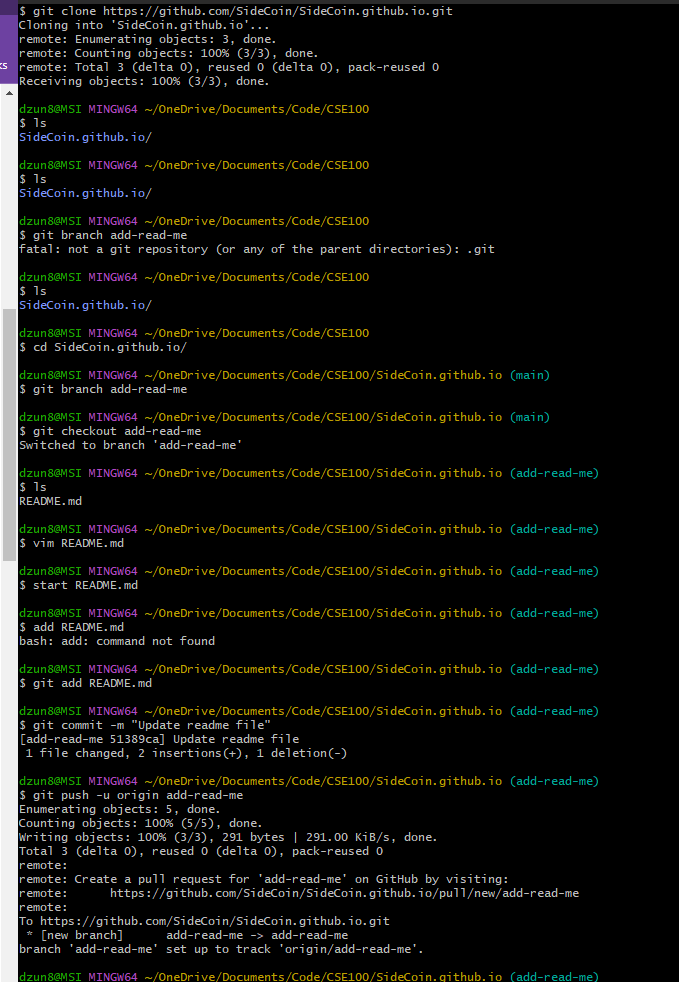 $ git clone https://github.com/SideCoin/SideCoin.github.io.git
Cloning into 'SideCoin.github.io'...
remote: Enumerating objects: 3, done.
remote: Counting objects: 100% (3/3), done.
remote: Total 3 (delta 0), reused 0 (delta 0), pack-reused 0
ks
Receiving objects: 100% (3/3), done.
dzun8@MSI MINGW64 ~/OneDrive/Documents/Code/CSE100
$ ls
SideCoin.github.io/
dzun8@MSI MINGW64 ~/OneDrive/Documents/Code/CSE100
$ ls
SideCoin.github.io/
dzun8@MSI MINGW64 ~/OneDrive/Documents/Code/CSE100
$ git branch add-read-me
fatal: not a git repository (or any of the parent directories): .git
dzun8@MSI MINGW64 ~/OneDrive/Documents/Code/CSE100
$ ls
SideCoin.github.io/
dzun8@MSI MINGW64 ~/OneDrive/Documents/Code/CSE100
$ cd SideCoin.github.io/
dzun8@MSI MINGW64 ~/OneDrive/Documents/Code/CSE100/SideCoin.github.io (main)
$ git branch add-read-me
dzun8@MSI MINGW64 ~/OneDrive/Documents/Code/CSE100/SideCoin.github.io (main)
$ git checkout add-read-me
Switched to branch 'add-read-me'
dzun8@MSI MINGW64 ~/OneDrive/Documents/Code/CSE100/SideCoin.github.io (add-read-me)
$ ls
README.md
dzun8@MSI MINGW64 ~/OneDrive/Documents/Code/CSE100/SideCoin.github.io (add-read-me)
$ vim README.md
dzun8@MSI MINGW64 ~/OneDrive/Documents/Code/CSE100/SideCoin.github.io (add-read-me)
$ start README.md
dzun8@MSI MINGW64 ~/OneDrive/Documents/Code/CSE100/SideCoin.github.io (add-read-me)
$ add README.md
bash: add: command not found
dzun8@MSI MINGW64 ~/OneDrive/Documents/Code/CSE100/SideCoin.github.io (add-read-me)
$ git add README.md
dzun8@MSI MINGW64 ~/OneDrive/Documents/Code/CSE100/SideCoin.github.io (add-read-me)
$ git commit -m "Update readme file"
[add-read-me 51389ca] Update readme file
 1 file changed, 2 insertions(+), 1 deletion(-)
dzun8@MSI MINGW64 ~/OneDrive/Documents/Code/CSE100/SideCoin.github.io (add-read-me)
$ git push -u origin add-read-me
Enumerating objects: 5, done.
Counting objects: 100% (5/5), done.
Writing objects: 100% (3/3), 291 bytes | 291.00 KiB/s, done.
Total 3 (delta 0), reused 0 (delta 0), pack-reused 0
remote:
remote: Create a pull request for 'add-read-me' on GitHub by visiting:
remote:      https://github.com/SideCoin/SideCoin.github.io/pull/new/add-read-me
remote:
To https://github.com/SideCoin/SideCoin.github.io.git
 * [new branch]      add-read-me -> add-read-me
branch 'add-read-me' set up to track 'origin/add-read-me'.
dzun8@MSI MINGW64 ~/OneDrive/Documents/Code/CSE100/SideCoin.github.io (add-read-me)